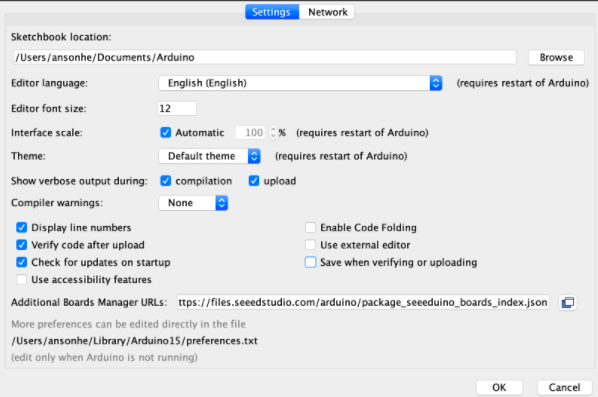 Settings Network
Sketchbook location:
/Users/ansonhe/Documents/Arduino Browse
Editor language: English (English) (requires restart of Arduino)
Editor font size: 12
Interface scale: Automatic 100 % (requires restart of Arduino)
Theme: Default theme (requires restart of Arduino)
Show verbose output during: compilation upload
Compiler warnings: None
Display line numbers Enable Code Folding
Verify code after upload Use external editor
Check for updates on startup Save when verifying or uploading
Use accessibility features
Additional Boards Manager URLs: ttps://files.seeedstudio.com/arduino/package_seeeduino_boards_index.json
More preferences can be edited directly in the file
/Users/ansonhe/Library/Arduino15/preferences.txt
(edit only when Arduino is not running)
OK Cancel